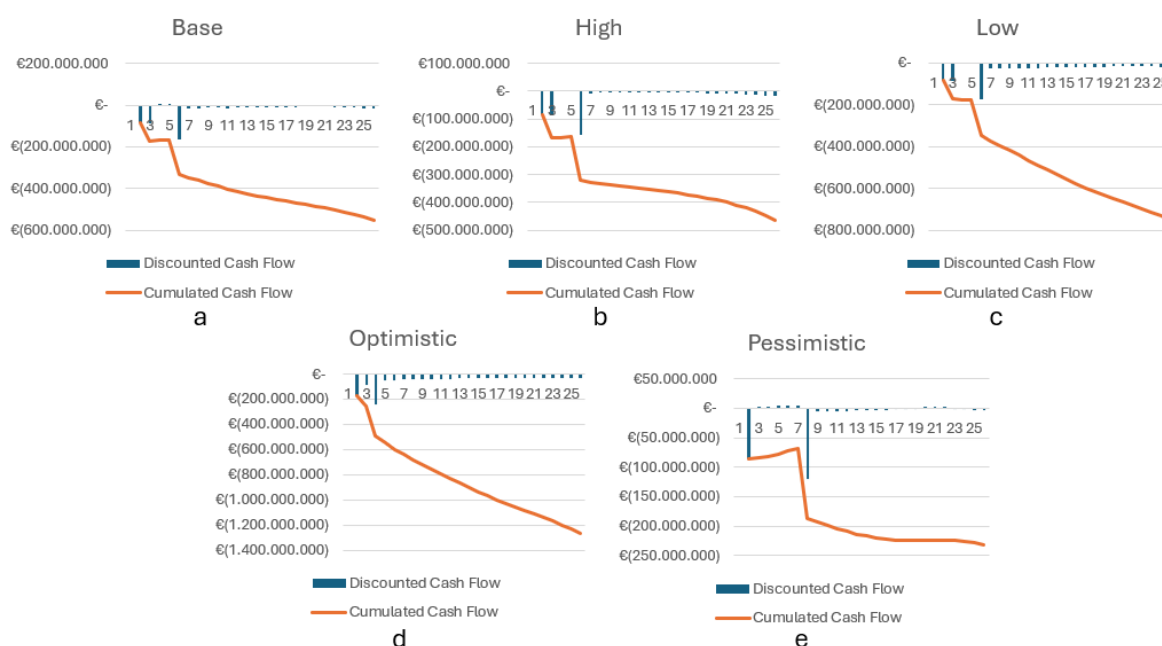 Base
€200.000.000
€-
€(200.000.000)
€(400.000.000)
€(600.000.000)
1 3 5 7 9 11 13 15 17 19 21 23 25
Discounted Cash Flow
Cumulated Cash Flow
a
High
€100.000.000
€-
€(100.000.000)
€(200.000.000)
€(300.000.000)
€(400.000.000)
€(500.000.000)
1 3 5 7 9 11 13 15 17 19 21 23 25
Discounted Cash Flow
Cumulated Cash Flow
b
Low
€-
€(200.000.000)
€(400.000.000)
€(600.000.000)
€(800.000.000)
1 3 5 7 9 11 13 15 17 19 21 23 25
Discounted Cash Flow
Cumulated Cash Flow
c
Optimistic
€-
€(200.000.000)
€(400.000.000)
€(600.000.000)
€(800.000.000)
€(1.000.000.000)
€(1.200.000.000)
€(1.400.000.000)
1 3 5 7 9 11 13 15 17 19 21 23 25
Discounted Cash Flow
Cumulated Cash Flow
d
Pessimistic
€50.000.000
€-
€(50.000.000)
€(100.000.000)
€(150.000.000)
€(200.000.000)
€(250.000.000)
1 3 5 7 9 11 13 15 17 19 21 23 25
Discounted Cash Flow
Cumulated Cash Flow
e